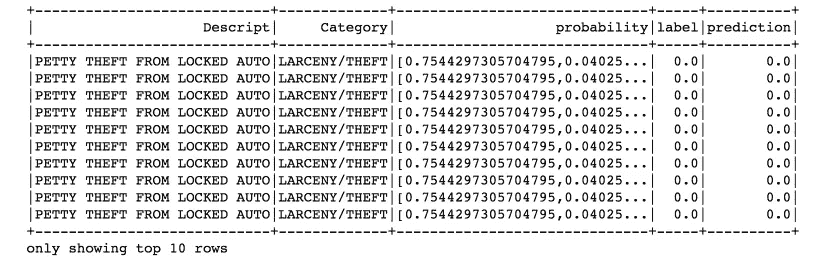 +----------------------------+-------------+------------------------------+-----+----------+
|                    Descript|     Category|                   probability|label|prediction|
+----------------------------+-------------+------------------------------+-----+----------+
|PETTY THEFT FROM LOCKED AUTO|LARCENY/THEFT|[0.7544297305704795,0.04025...|  0.0|       0.0|
|PETTY THEFT FROM LOCKED AUTO|LARCENY/THEFT|[0.7544297305704795,0.04025...|  0.0|       0.0|
|PETTY THEFT FROM LOCKED AUTO|LARCENY/THEFT|[0.7544297305704795,0.04025...|  0.0|       0.0|
|PETTY THEFT FROM LOCKED AUTO|LARCENY/THEFT|[0.7544297305704795,0.04025...|  0.0|       0.0|
|PETTY THEFT FROM LOCKED AUTO|LARCENY/THEFT|[0.7544297305704795,0.04025...|  0.0|       0.0|
|PETTY THEFT FROM LOCKED AUTO|LARCENY/THEFT|[0.7544297305704795,0.04025...|  0.0|       0.0|
|PETTY THEFT FROM LOCKED AUTO|LARCENY/THEFT|[0.7544297305704795,0.04025...|  0.0|       0.0|
|PETTY THEFT FROM LOCKED AUTO|LARCENY/THEFT|[0.7544297305704795,0.04025...|  0.0|       0.0|
|PETTY THEFT FROM LOCKED AUTO|LARCENY/THEFT|[0.7544297305704795,0.04025...|  0.0|       0.0|
|PETTY THEFT FROM LOCKED AUTO|LARCENY/THEFT|[0.7544297305704795,0.04025...|  0.0|       0.0|
+----------------------------+-------------+------------------------------+-----+----------+
only showing top 10 rows